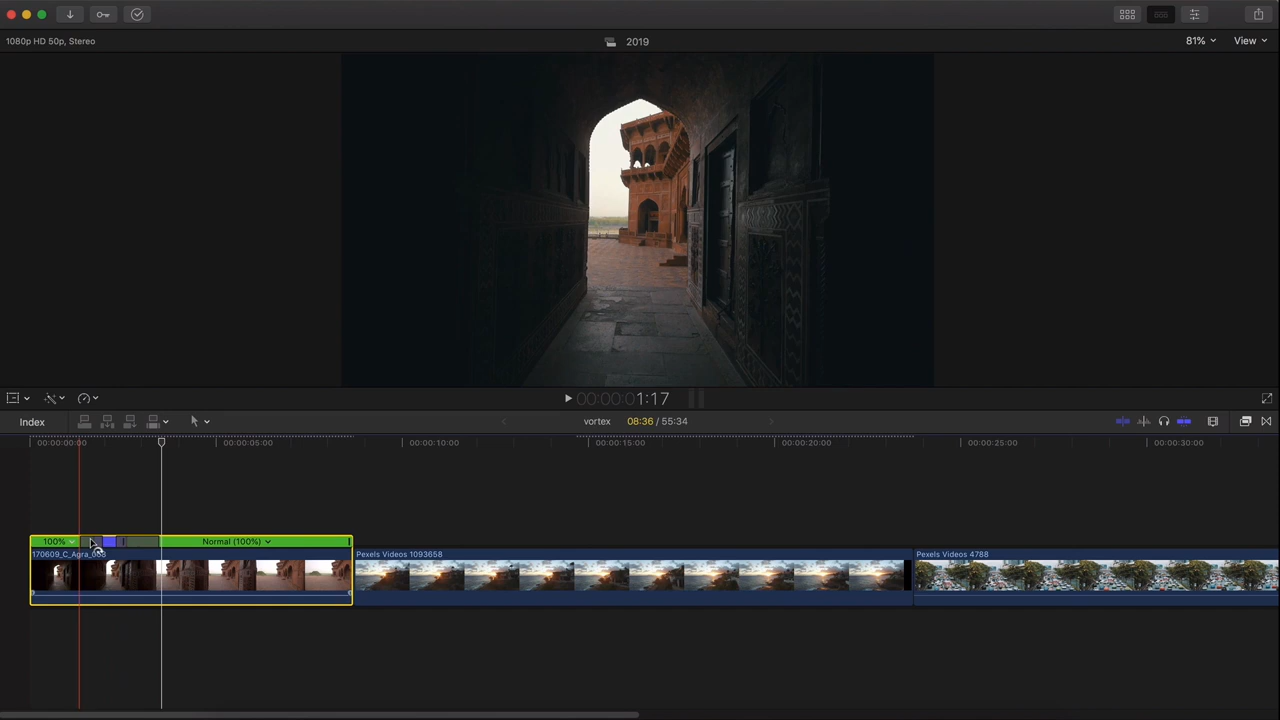 1080p HD 50p, Stereo
2019
81%
View
00:00:00:01:17
Index
vortex
08:36 / 55:34
00:00:00:00
00:00:05:00
00:00:10:00
00:00:15:00
00:00:20:00
00:00:25:00
00:00:30:00
100%
Normal (100%)
Pexels Videos 1093658
Pexels Videos 4788